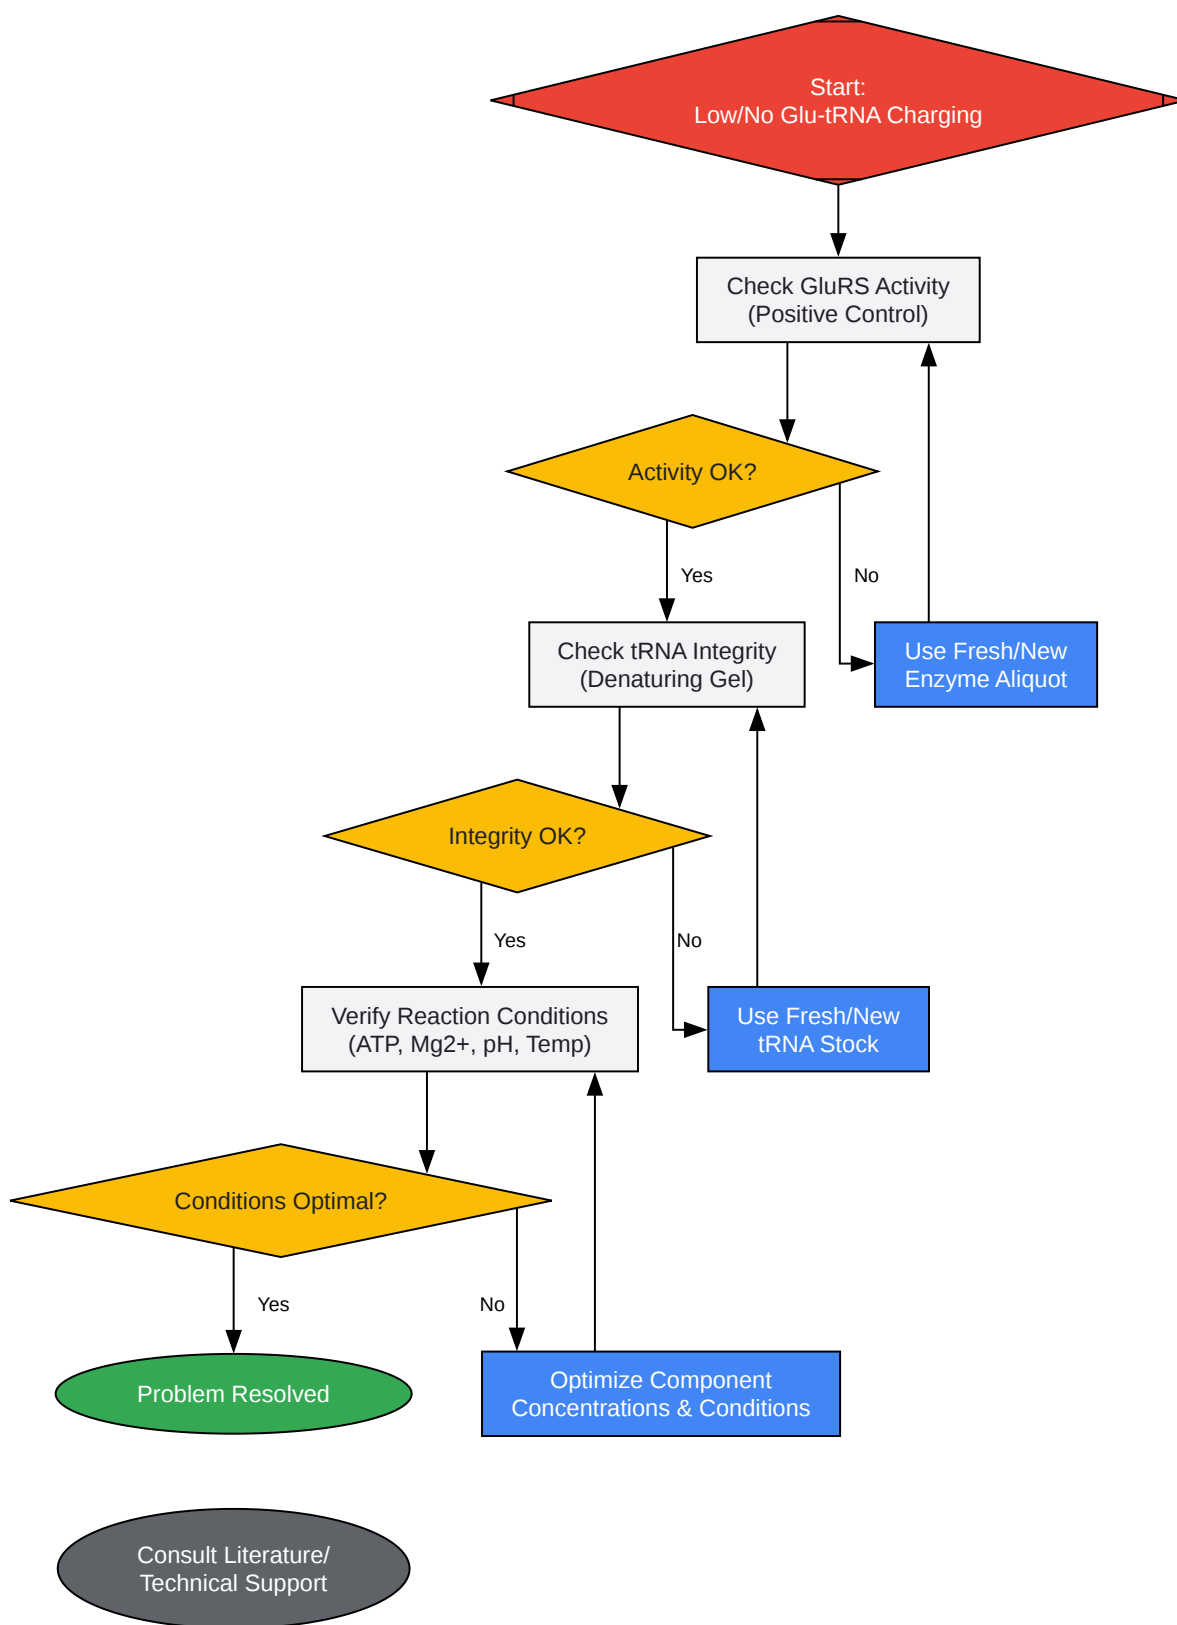 Start:
Low/No Glu-tRNA Charging
Check GluRS Activity
(Positive Control)
Activity OK?
Yes
No
Check tRNA Integrity
(Denaturing Gel)
Use Fresh/New
Enzyme Aliquot
Integrity OK?
Yes
No
Verify Reaction Conditions
(ATP, Mg2+, pH, Temp)
Use Fresh/New
tRNA Stock
Conditions Optimal?
Yes
No
Problem Resolved
Optimize Component
Concentrations & Conditions
Consult Literature/
Technical Support